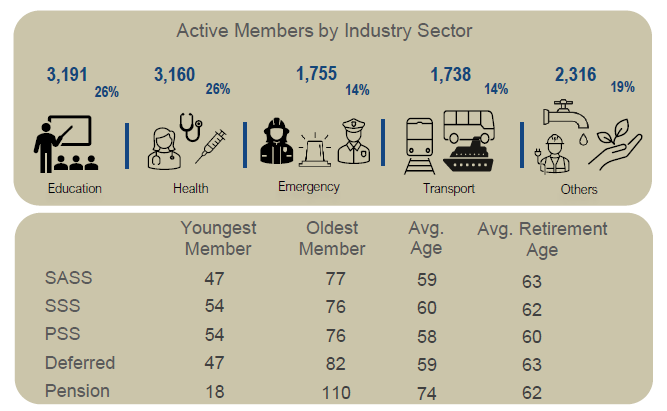 Active Members by Industry Sector
3,191 26% 3,160 26% 1,755 14% 1,738 14% 2,316 19%
Education Health Emergency Transport Others
Youngest Member Oldest Member Avg. Age Avg. Retirement Age
SASS 47 77 59 63
SSS 54 76 60 62
PSS 54 76 58 60
Deferred 47 82 59 63
Pension 18 110 74 62